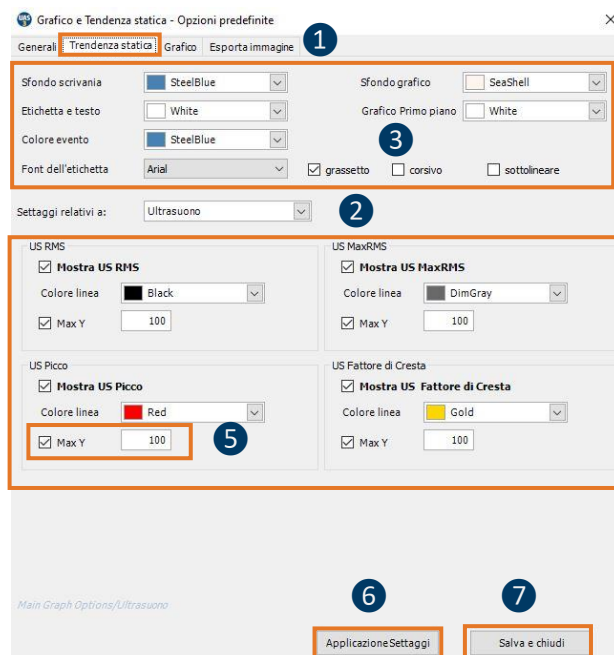 UAS Grafico e Tendenza statica - Opzioni predefinite
Generali Trendenza statica Grafico Esporta immagine 1
Sfondo scrivania SteelBlue Sfondo grafico SeaShell
Etichetta e testo White Grafico Primo piano White
Colore evento SteelBlue 3
Font dell'etichetta Arial grassetto corsivo sottolineare
Settaggi relativi a: Ultrasuono 2
US RMS US MaxRMS
Mostra US RMS Mostra US MaxRMS
Colore linea Black Colore linea DimGray
Max Y 100 Max Y 100
US Picco US Fattore di Cresta
Mostra US Picco Mostra US Fattore di Cresta
Colore linea Red Colore linea Gold
Max Y 100 5 Max Y 100
Main Graph Options/Ultrasuono
6 7
ApplicazioneSettaggi Salva e chiudi